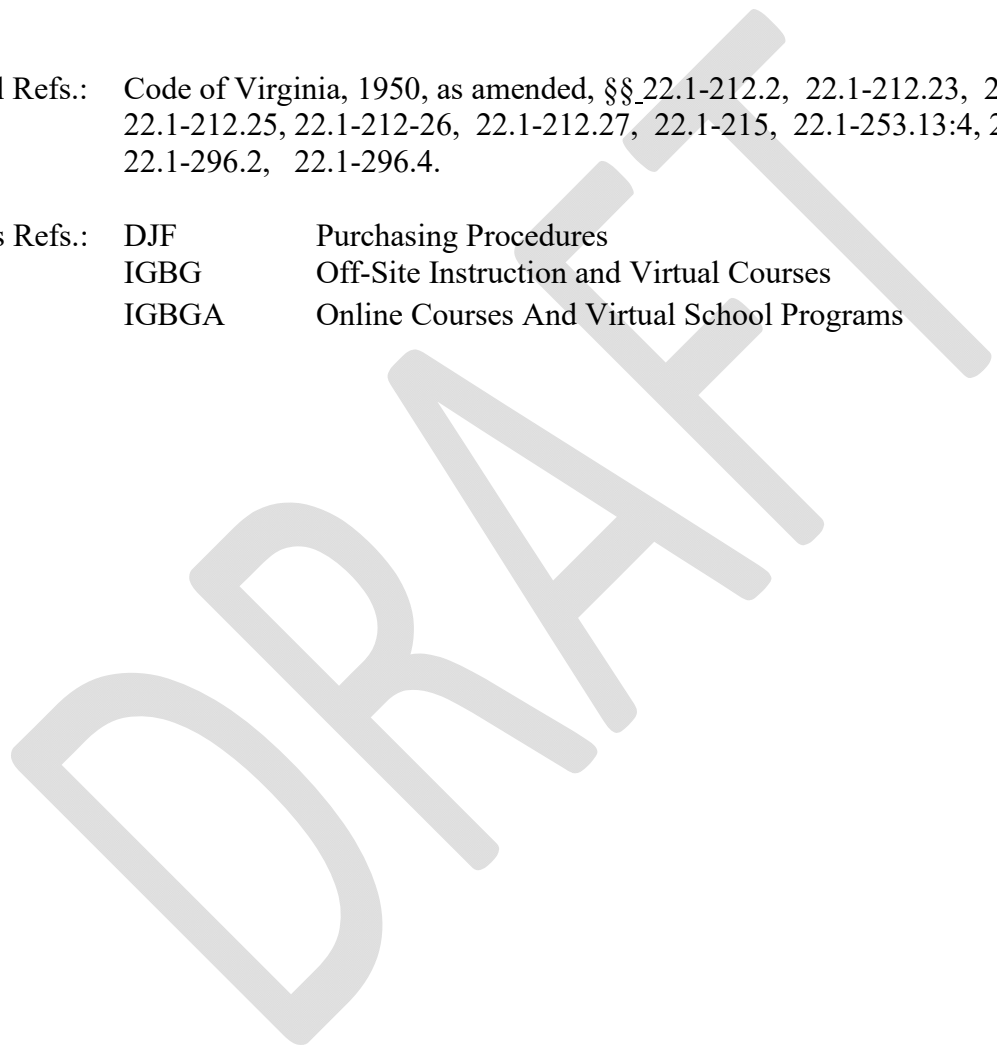 l Refs.: Code of Virginia, 1950, as amended, §§ 22.1-212.2, 22.1-212.23, 2
22.1-212.25, 22.1-212-26, 22.1-212.27, 22.1-215, 22.1-253.13:4, 2
22.1-296.2, 22.1-296.4.
s Refs.: DJF Purchasing Procedures
IGBG Off-Site Instruction and Virtual Courses
IGBGA Online Courses And Virtual School Programs
DRAFT